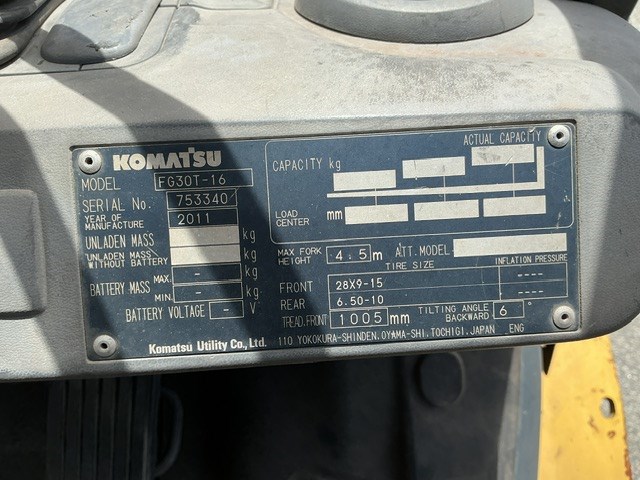 KOMATSU
MODEL FG30T-16
SERIAL No. 753340
YEAR OF MANUFACTURE 2011
UNLADEN MASS kg
UNLADEN MASS WITHOUT BATTERY kg
BATTERY MASS MAX. - kg
MIN. - kg
BATTERY VOLTAGE - V
Komatsu Utility Co., Ltd.
ACTUAL CAPACITY
CAPACITY kg
LOAD CENTER mm
MAX FORK HEIGHT 4.5m ATT. MODEL
TIRE SIZE INFLATION PRESSURE
FRONT 28X9-15 ----
REAR 6.50-10 ----
TREAD.FRONT 1005 mm TILTING ANGLE BACKWARD 6°
110 YOKOKURA-SHINDEN.OYAMA-SHI.TOCHIGI.JAPAN ENG